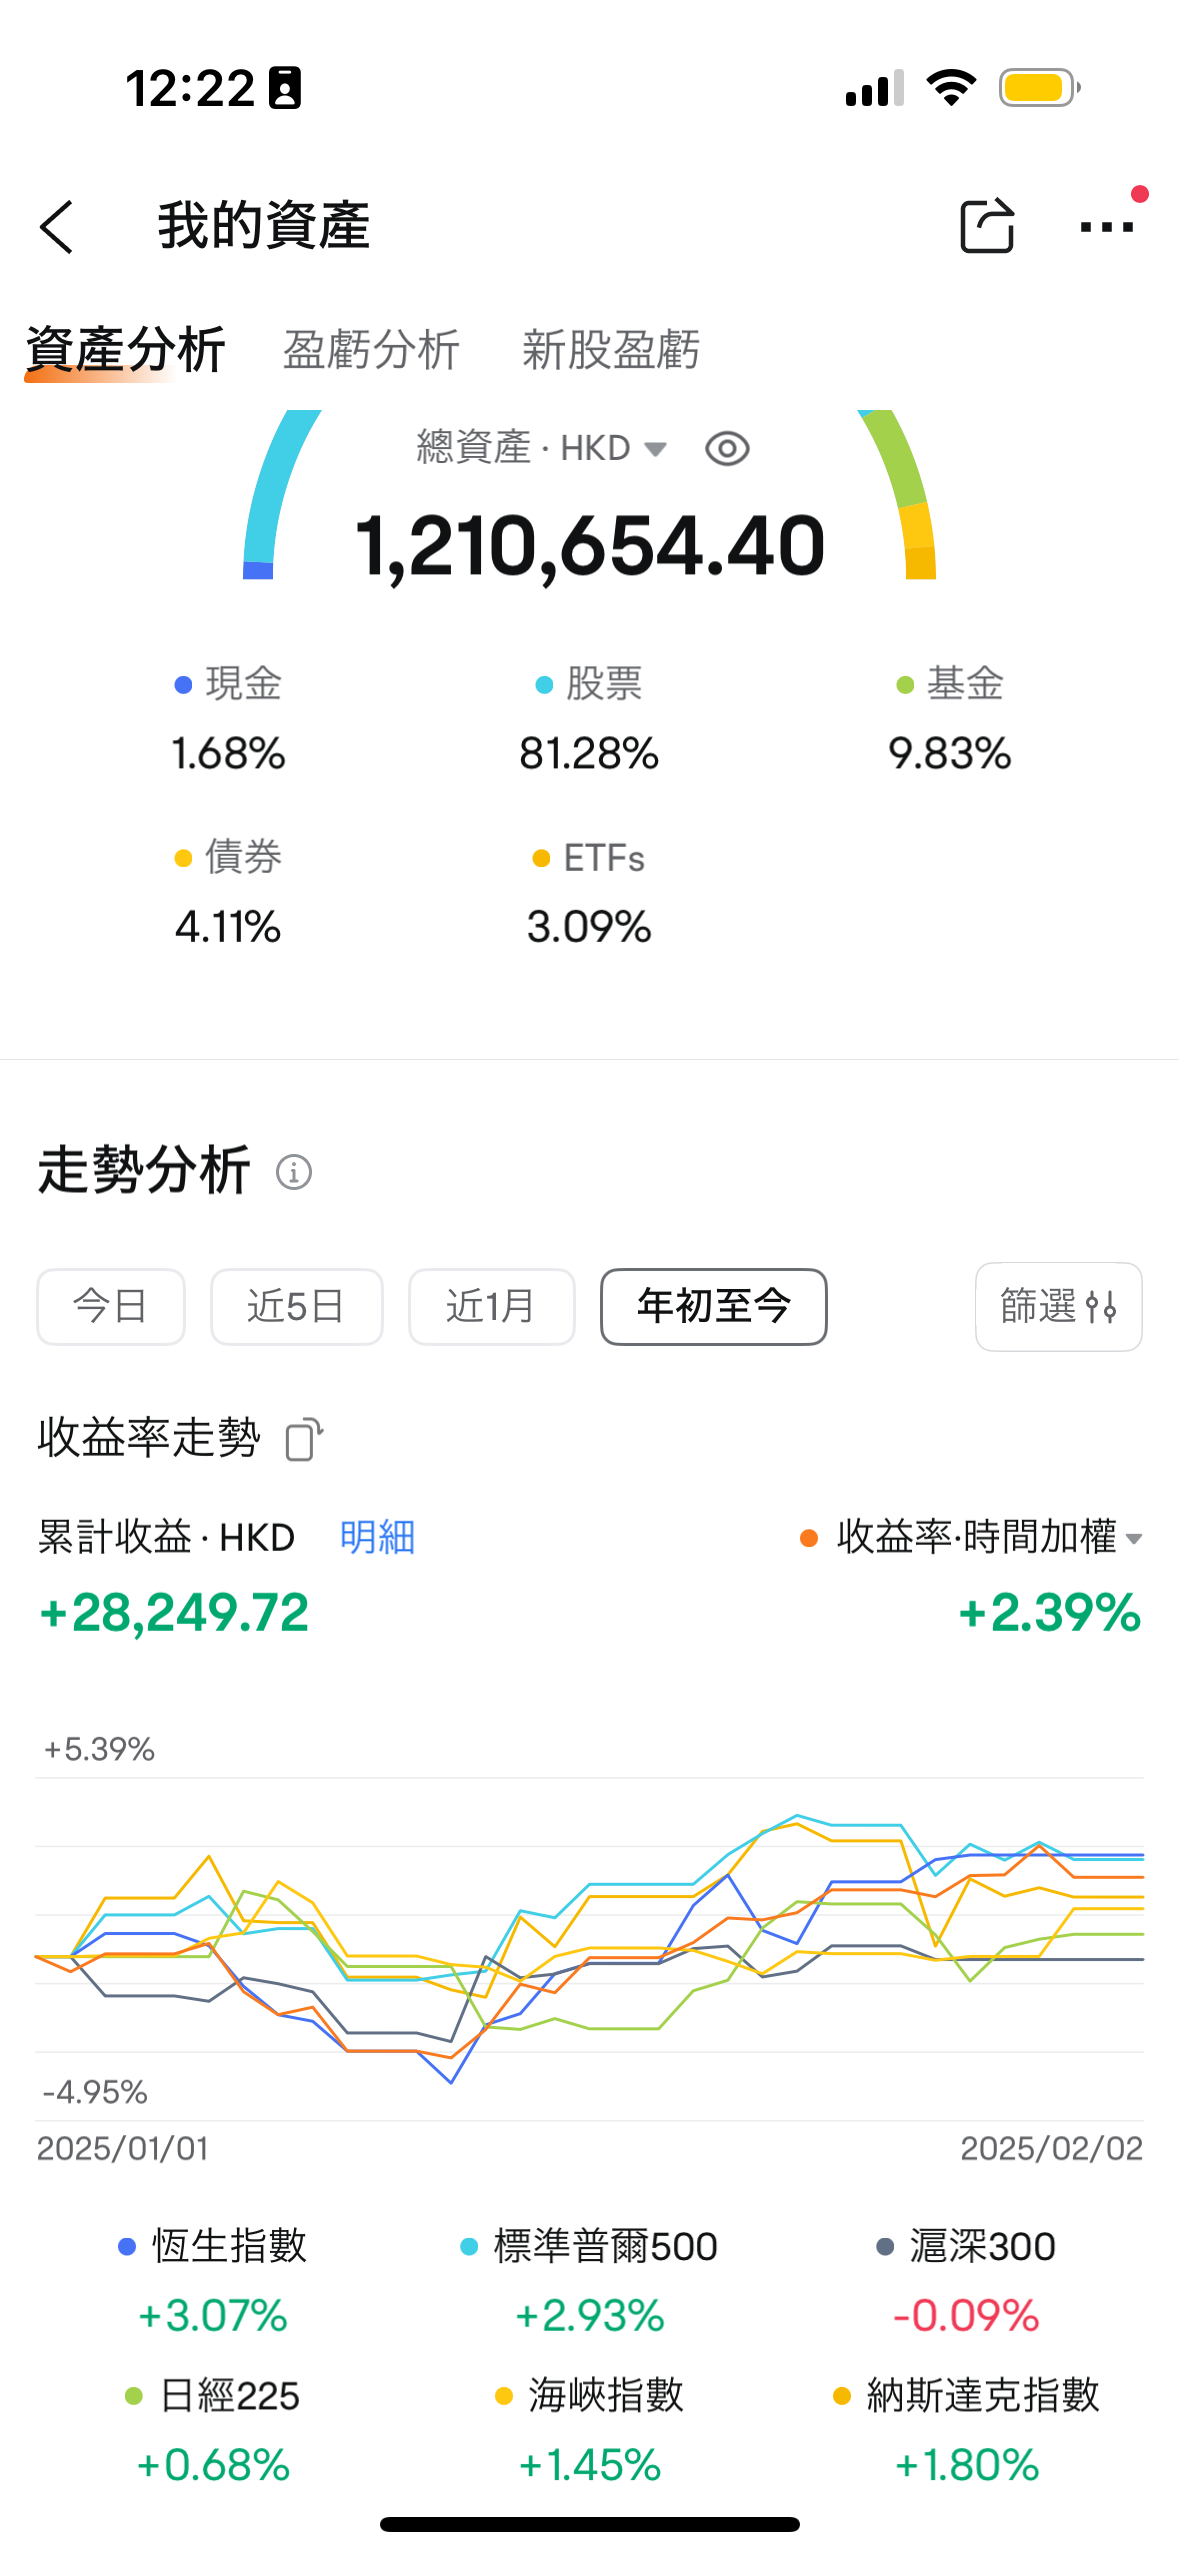 12:22
我的資產
資產分析 盈虧分析 新股盈虧
總資產 · HKD
1,210,654.40
現金 股票 基金
1.68% 81.28% 9.83%
債券 ETFs
4.11% 3.09%
走勢分析
今日 近5日 近1月 年初至今 篩選
收益率走勢
累計收益 · HKD 明細 收益率·時間加權
+28,249.72 +2.39%
+5.39%
-4.95%
2025/01/01 2025/02/02
恆生指數 標準普爾500 滬深300
+3.07% +2.93% -0.09%
日經225 海峽指數 納斯達克指數
+0.68% +1.45% +1.80%